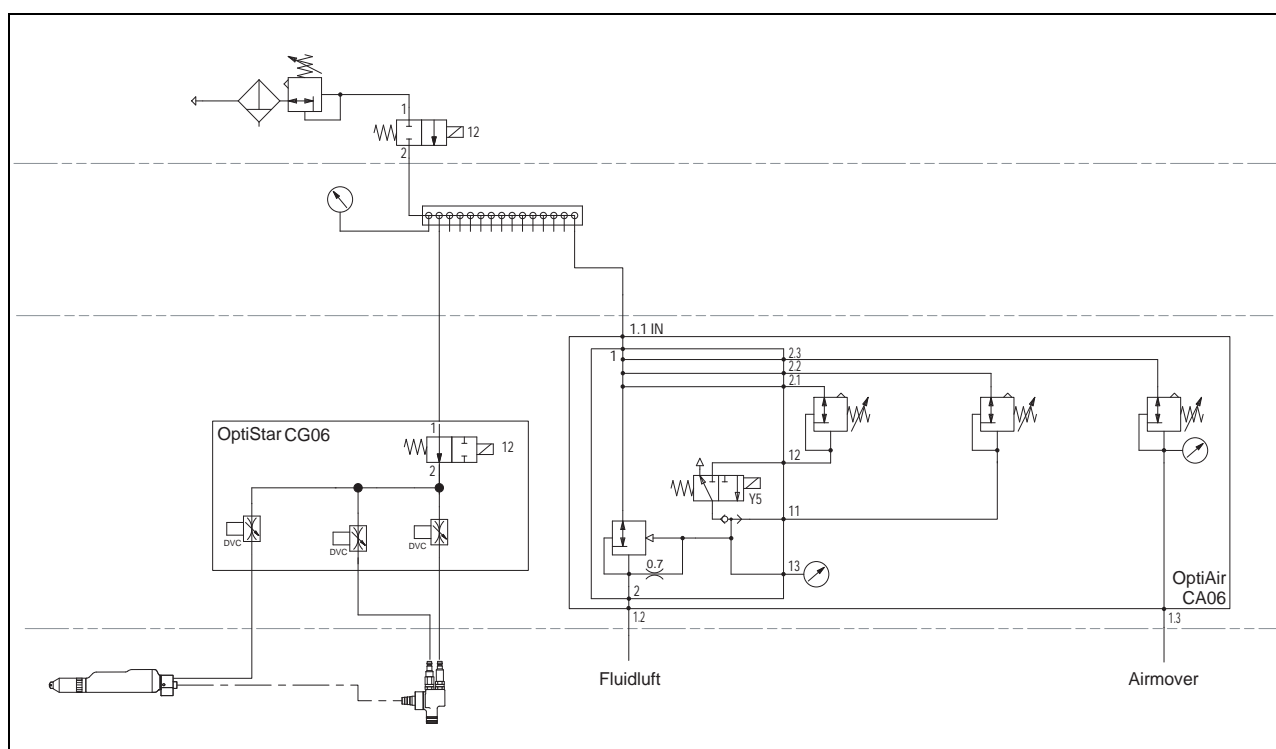 1
12
2
1.1 IN
1
2.3
2.2
2.1
OptiStar CG06
1
12
2
12
Y5
11
DVC
DVC
DVC
0.7
13
2
OptiAir
CA06
1.2
1.3
Fluidluft
Airmover